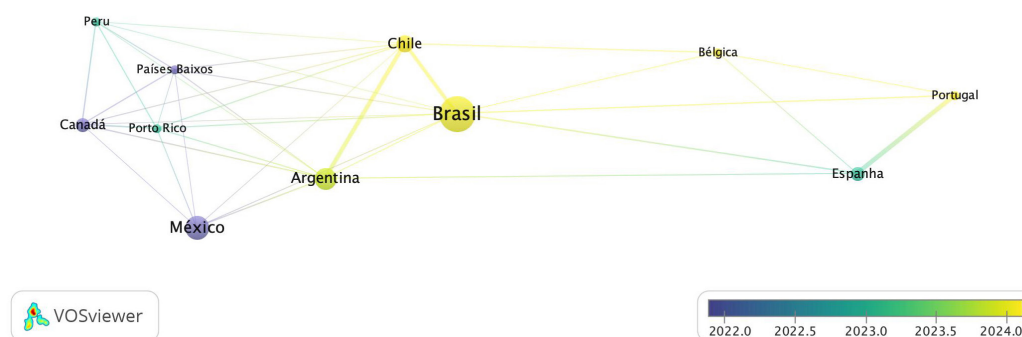 Peru
Chile
Bélgica
Países Baixos
Portugal
Brasil
Canadá
Porto Rico
Espanha
Argentina
México
VOSviewer
2022.0 2022.5 2023.0 2023.5 2024.0